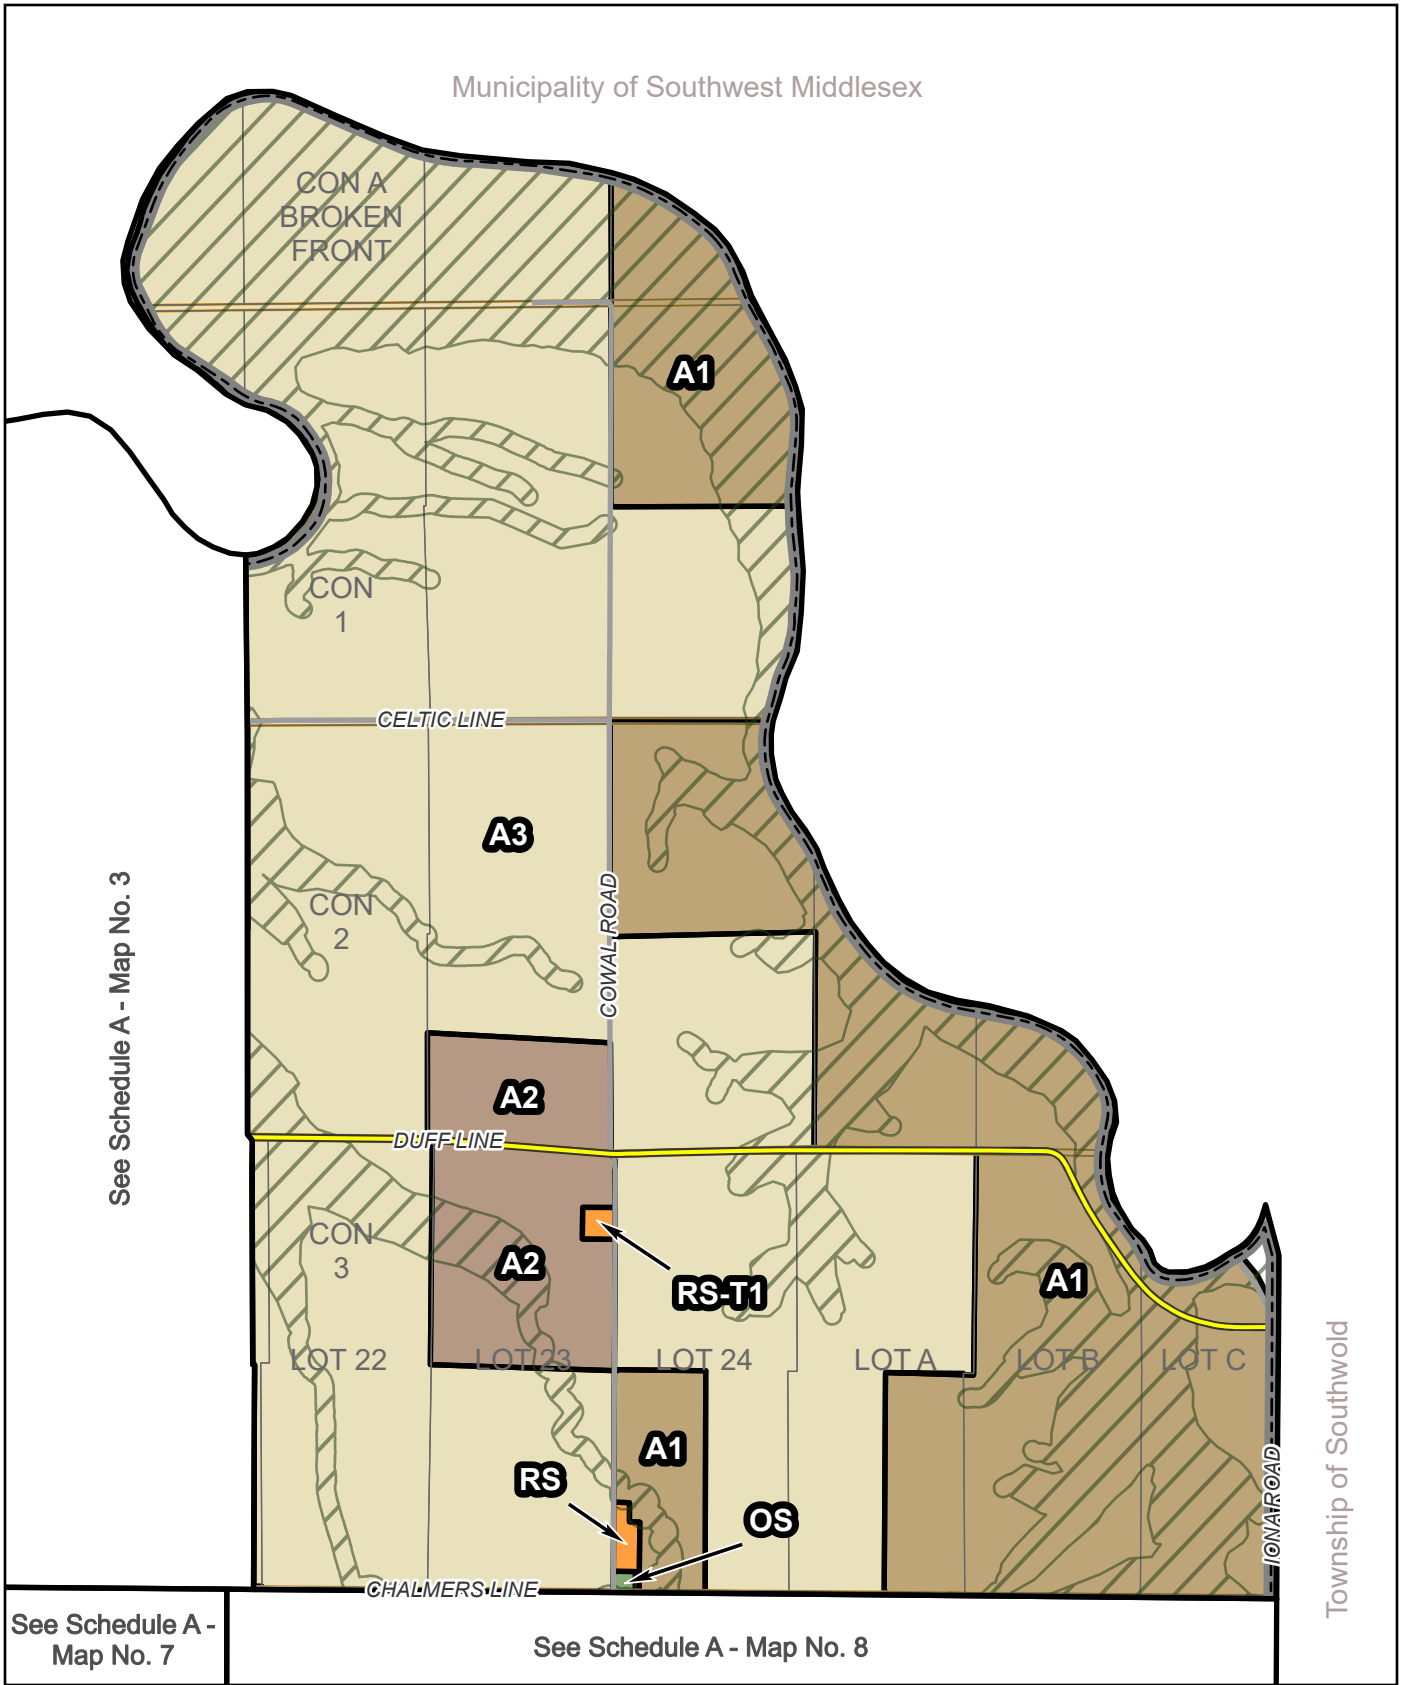 Municipality of Southwest Middlesex
CON A
BROKEN
FRONT
A1
CON
1
CELTIC LINE
A3
COWAL ROAD
See Schedule A - Map No. 3
CON
2
A2
DUFF LINE
CON
3
A2
RS-T1
A1
LOT 22
LOT 23
LOT 24
LOT A
LOT B
LOT C
Township of Southwold
A1
RS
OS
IONA ROAD
CHALMERS LINE
See Schedule A -
Map No. 7
See Schedule A - Map No. 8